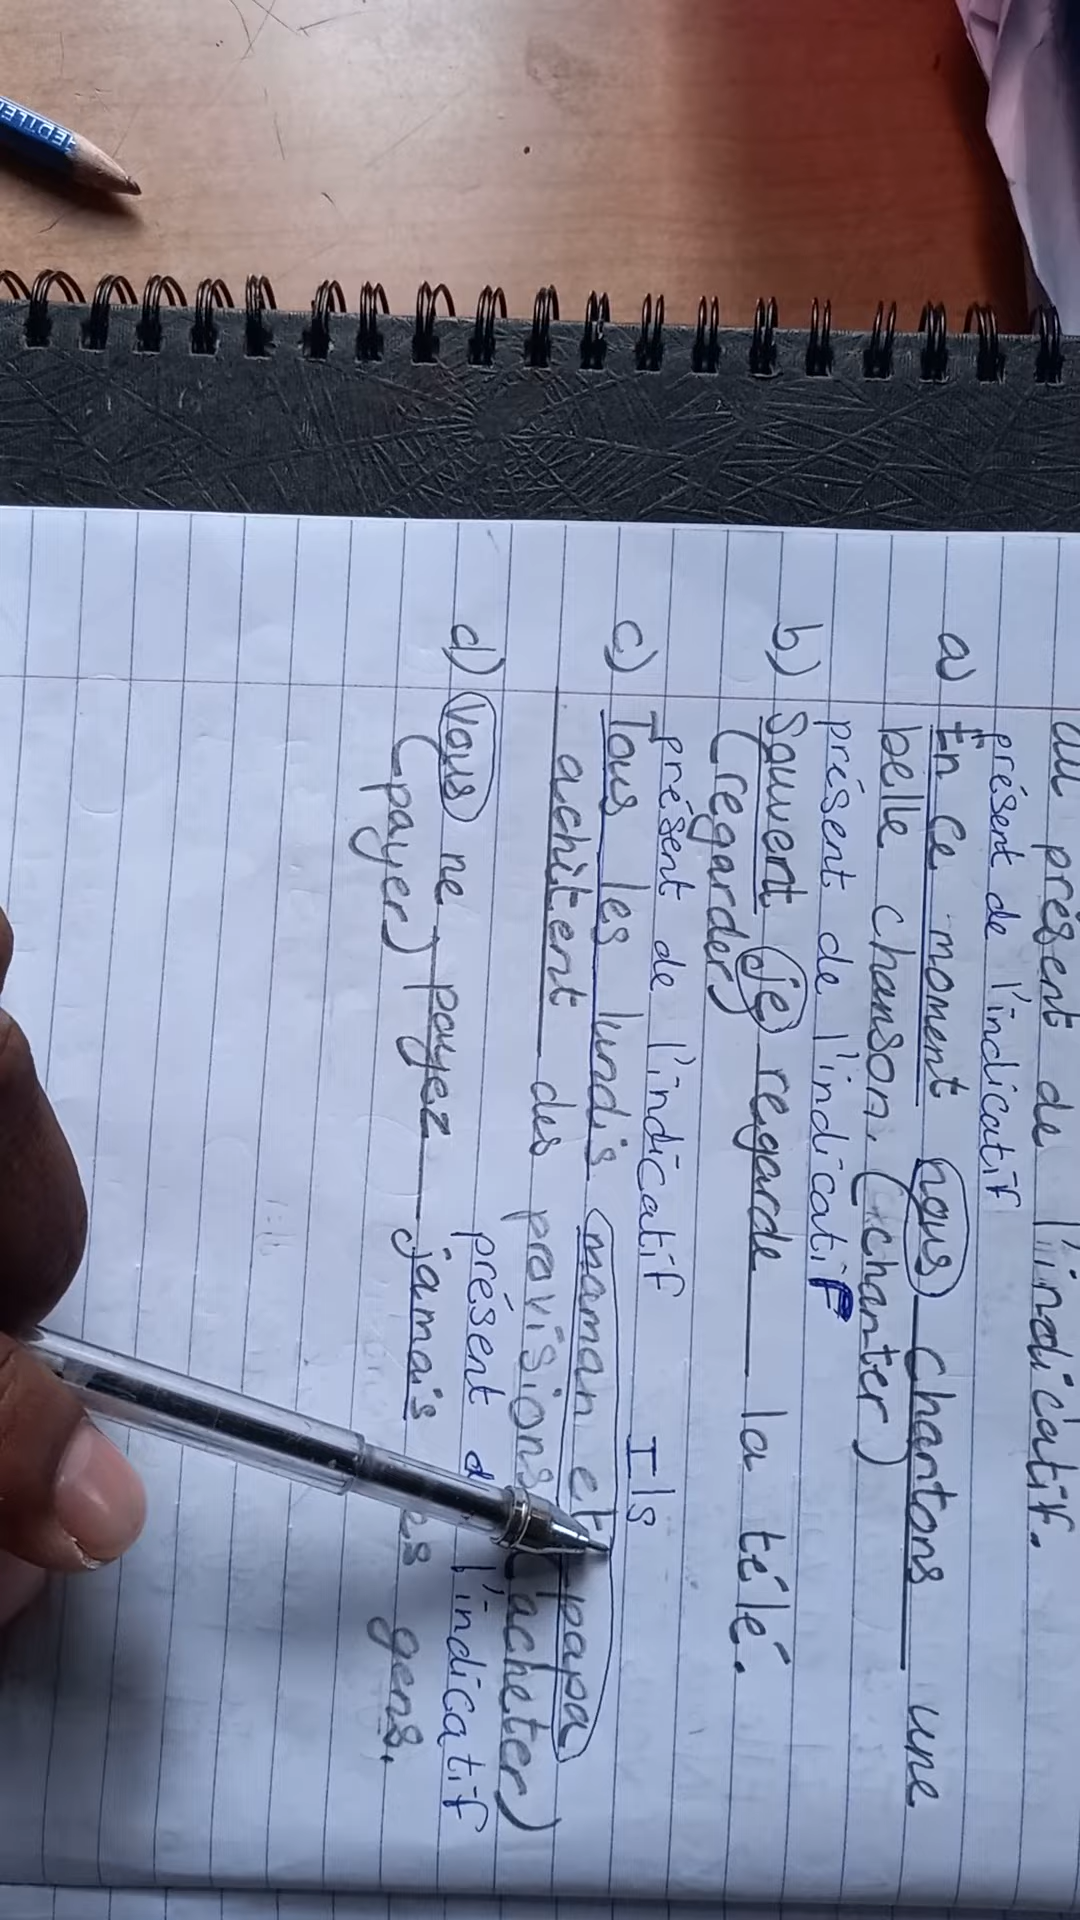 au présent de l'indicatif.
présent de l'indicatif
a) En ce moment nous chantons une
belle chanson. (chanter)
présent de l'indicatif
b) Souvent je regarde la télé.
(regarder)
présent de l'indicatif Ils
c) Tous les lundis maman et papa
achètent des provisions (acheter)
présent d l'indicatif
d) Vous ne payez jamais es gens.
(payer)